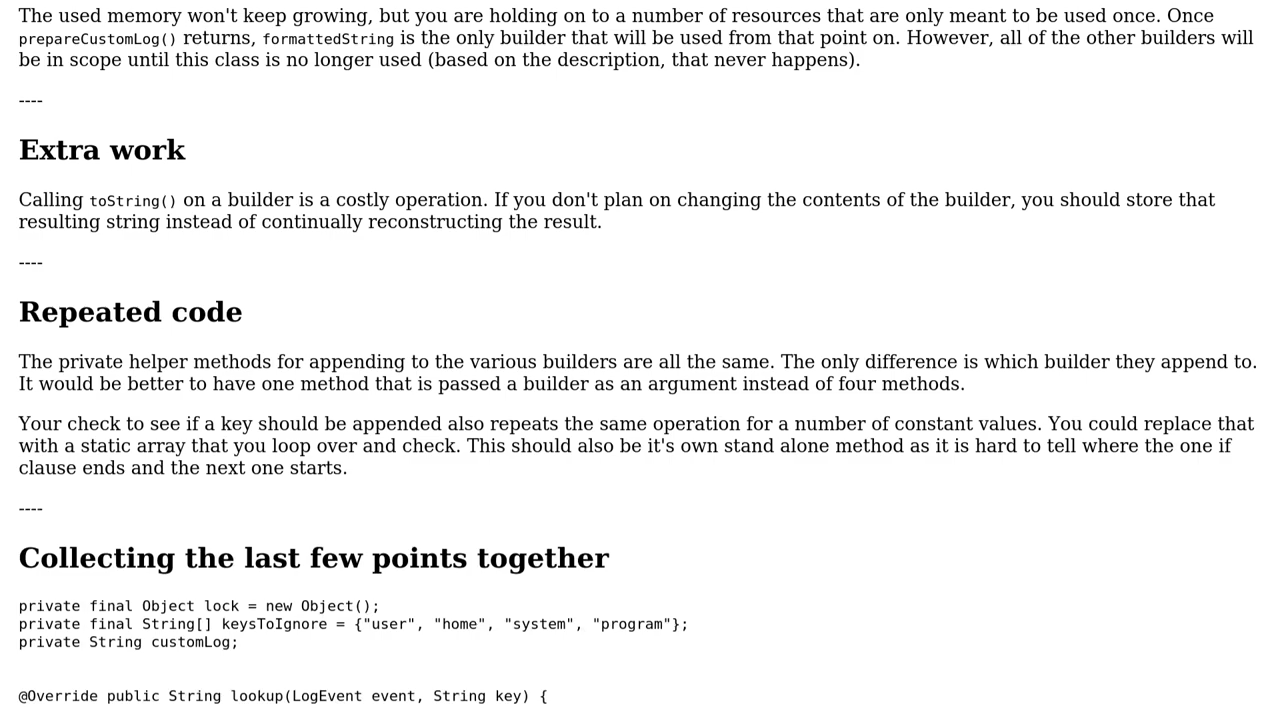 The used memory won't keep growing, but you are holding on to a number of resources that are only meant to be used once. Once
prepareCustomLog() returns, formattedString is the only builder that will be used from that point on. However, all of the other builders will
be in scope until this class is no longer used (based on the description, that never happens).
----
Extra work
Calling toString() on a builder is a costly operation. If you don't plan on changing the contents of the builder, you should store that
resulting string instead of continually reconstructing the result.
----
Repeated code
The private helper methods for appending to the various builders are all the same. The only difference is which builder they append to.
It would be better to have one method that is passed a builder as an argument instead of four methods.
Your check to see if a key should be appended also repeats the same operation for a number of constant values. You could replace that
with a static array that you loop over and check. This should also be it's own stand alone method as it is hard to tell where the one if
clause ends and the next one starts.
----
Collecting the last few points together
private final Object lock = new Object();
private final String[] keysToIgnore = {"user", "home", "system", "program"};
private String customLog;
@Override public String lookup(LogEvent event, String key) {